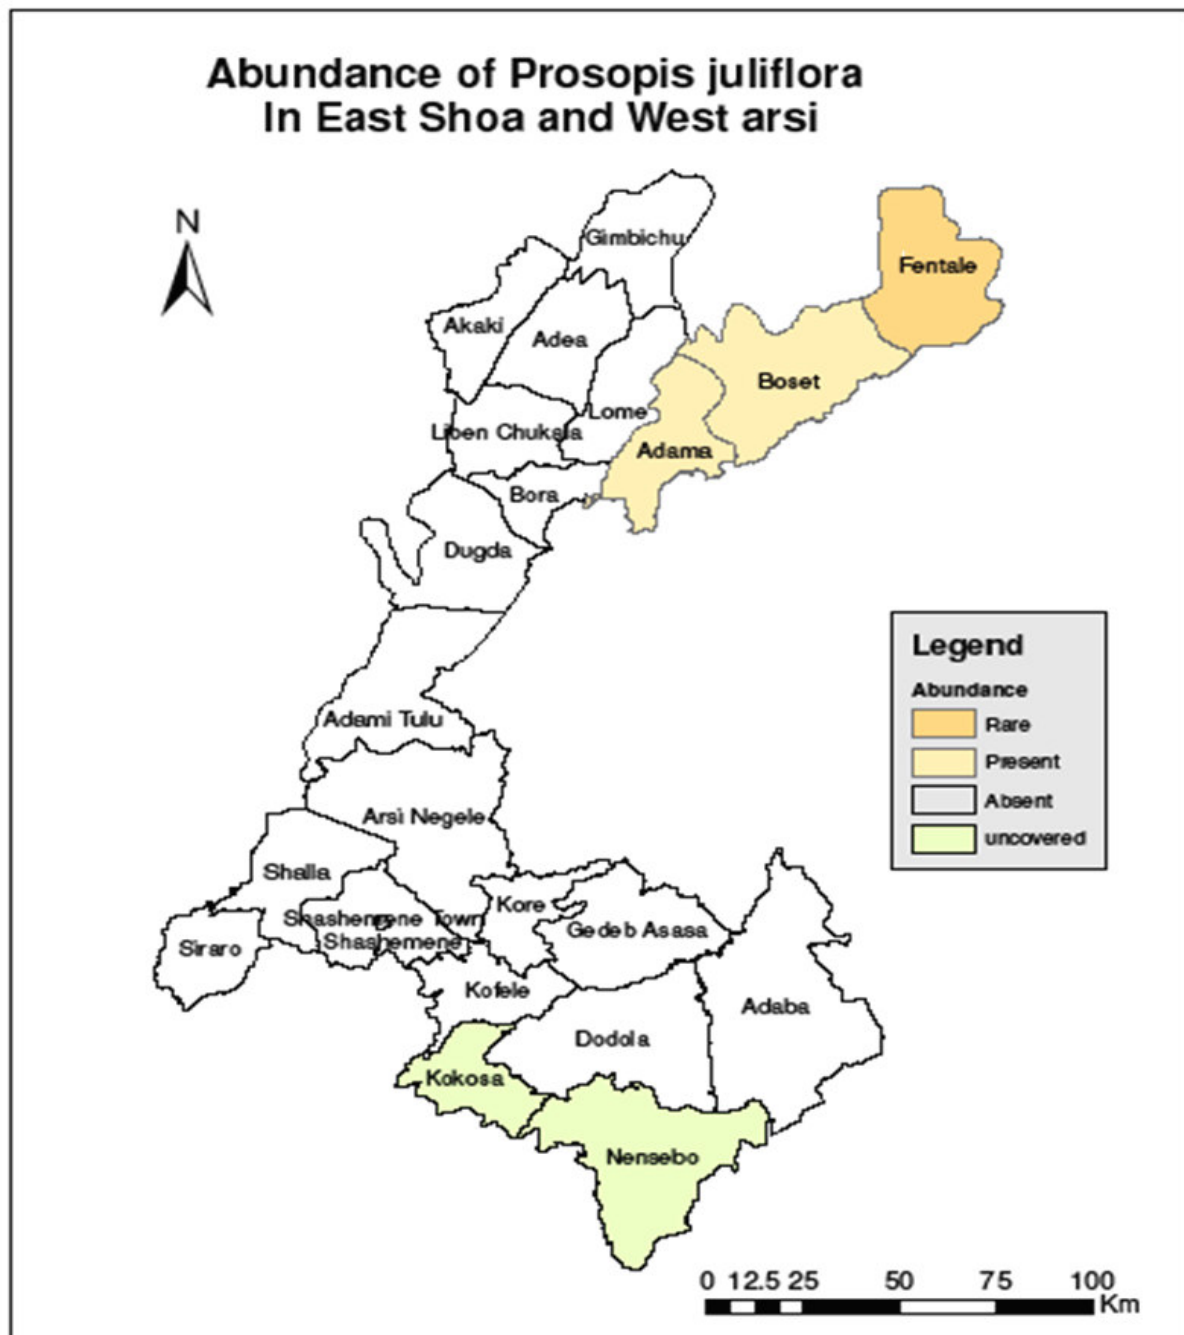 Abundance of Prosopis juliflora
In East Shoa and West arsi
N
Gimbichu
Fentale
Akaki
Adea
Boset
Lome
Liben Chukala
Adama
Bora
Dugda
Adami Tulu
Arsi Negele
Shalla
Kore
Shashemene Town
Gedeb Asasa
Shashemene
Siraro
Kofele
Adaba
Dodola
Kokosa
Nensebo
Legend
Abundance
Rare
Present
Absent
uncovered
0 12.5 25 50 75 100
Km